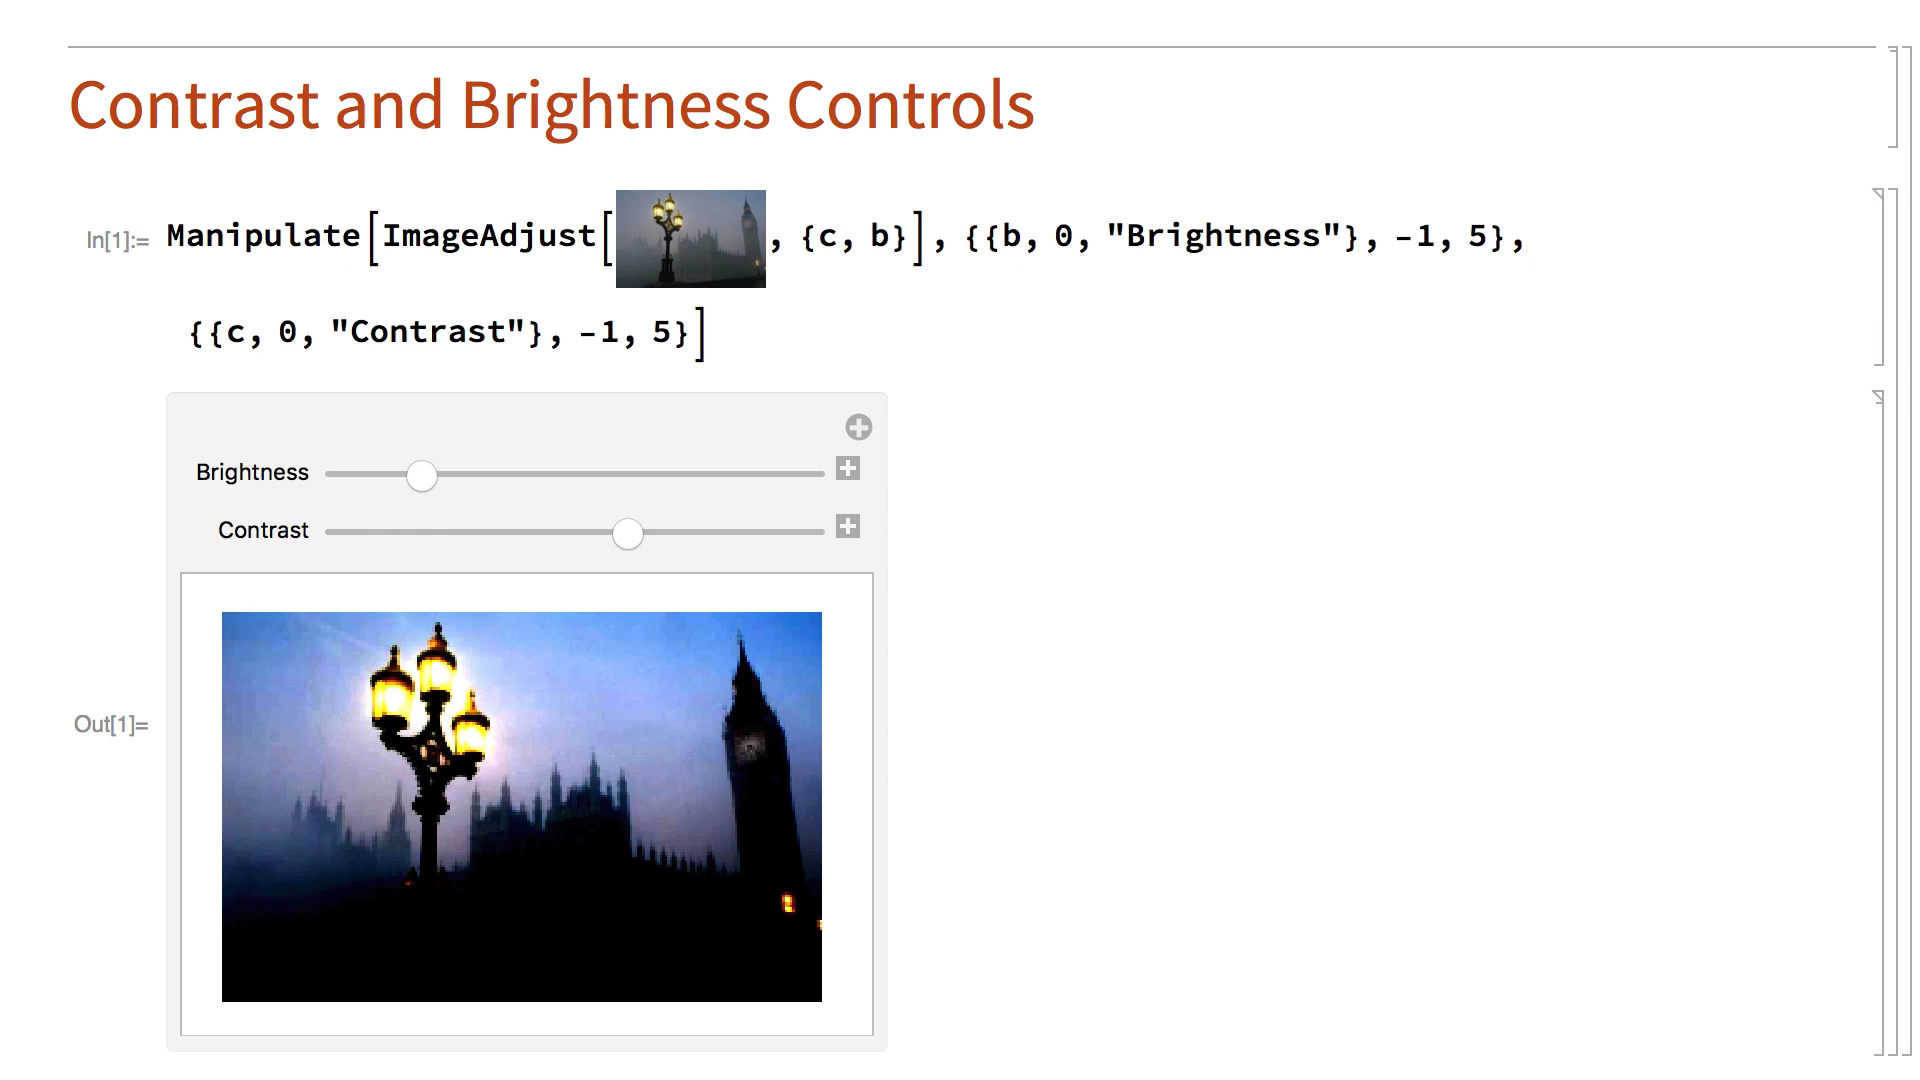 Contrast and Brightness Controls
In[1]:= Manipulate[ImageAdjust[, {c, b}], {{b, 0, "Brightness"}, -1, 5},
{{c, 0, "Contrast"}, -1, 5}]
Brightness
Contrast
Out[1]=